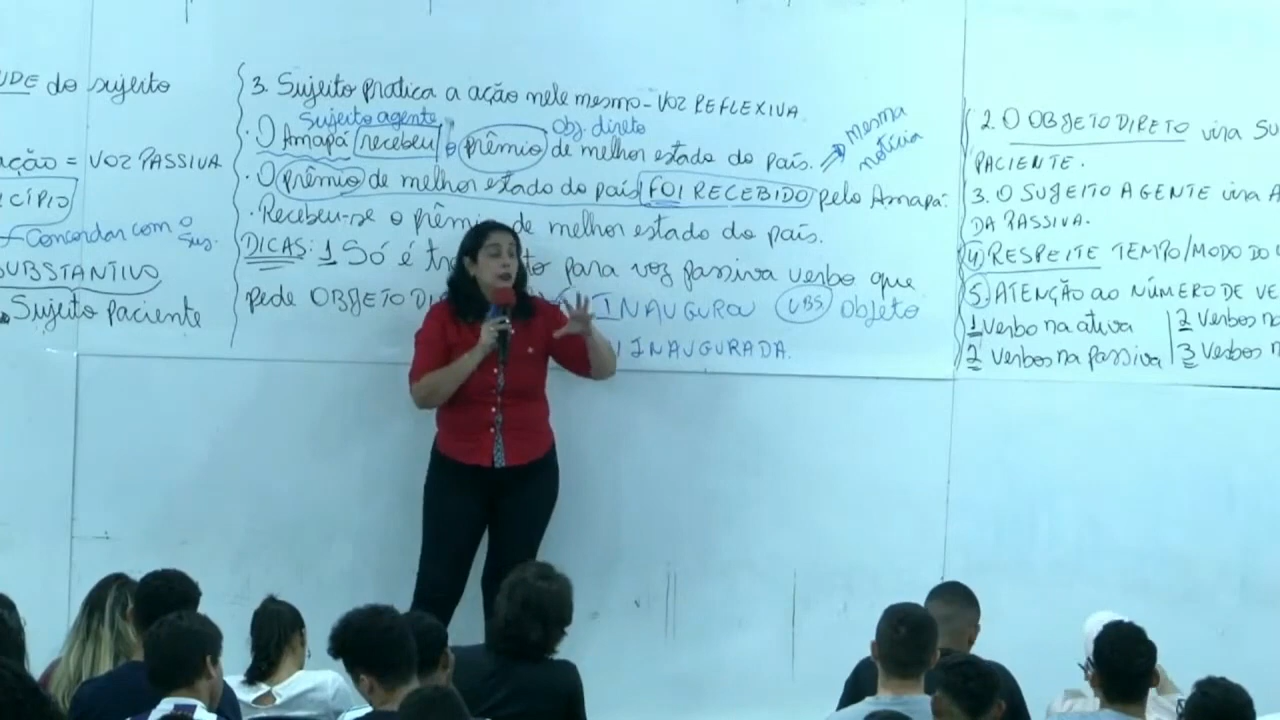 UDE do sujeito
AÇÃO = VOZ PASSIVA
CÍPIO
Concordar com o
Suj.
SUBSTANTIVO
Sujeito paciente
3. Sujeito pratica a ação nele mesmo - VOZ REFLEXIVA
Sujeito agente
Obj. direto
· O Amapá recebeu o prêmio de melhor estado do país.
mesma
notícia
· O prêmio de melhor estado do país FOI RECEBIDO pelo Amapá.
· Recebeu-se o prêmio de melhor estado do país.
DICAS: 1 Só é para voz passiva verbo que
pede OBJETO INAUGUROU UBS objeto
INAUGURADA.
2. O OBJETO DIRETO vira SU
PACIENTE.
3. O SUJEITO AGENTE vira A
DA PASSIVA.
4 RESPEITE TEMPO/MODO DO
5 ATENÇÃO ao NÚMERO DE VE
1 Verbo na ativa
2 Verbos na passiva
2 Verbos na
3 Verbos n